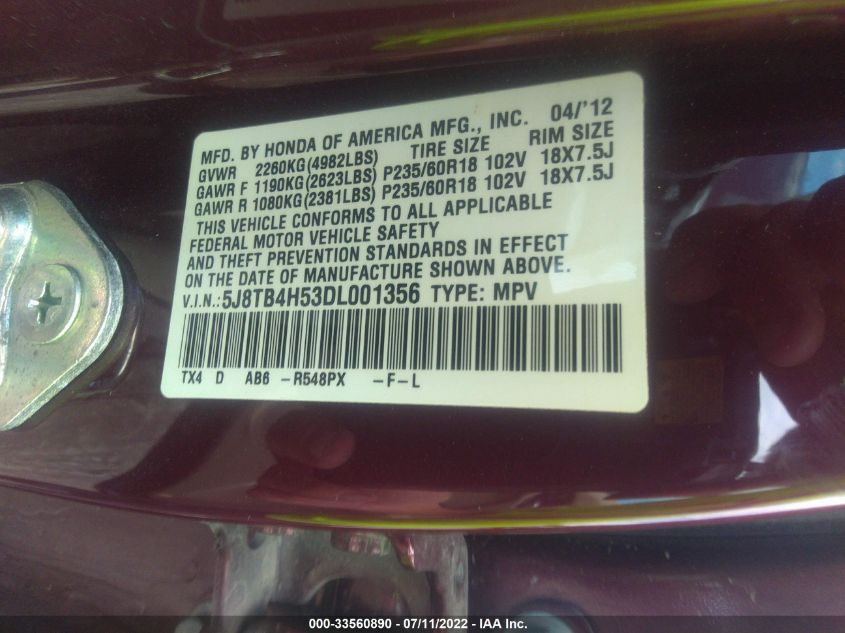 MFD. BY HONDA OF AMERICA MFG., INC. 04/'12
GVWR 2260KG(4982LBS) TIRE SIZE RIM SIZE
GAWR F 1190KG(2623LBS) P235/60R18 102V 18X7.5J
GAWR R 1080KG(2381LBS) P235/60R18 102V 18X7.5J
THIS VEHICLE CONFORMS TO ALL APPLICABLE
FEDERAL MOTOR VEHICLE SAFETY
AND THEFT PREVENTION STANDARDS IN EFFECT
ON THE DATE OF MANUFACTURE SHOWN ABOVE.
V.I.N.:5J8TB4H53DL001356 TYPE: MPV
TX4 D AB6 -R548PX -F-L
000-33560890 - 07/11/2022 - IAA Inc.